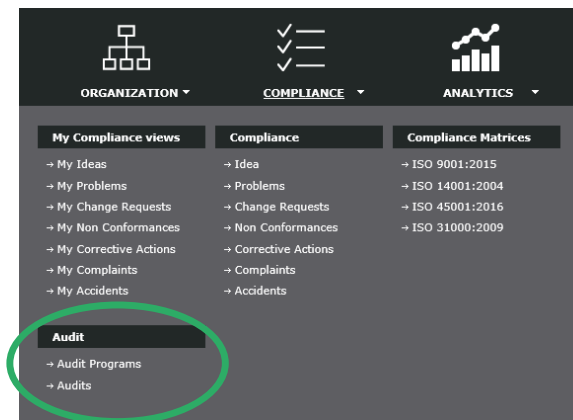 ORGANIZATION
COMPLIANCE
ANALYTICS
My Compliance views
→ My Ideas
→ My Problems
→ My Change Requests
→ My Non Conformances
→ My Corrective Actions
→ My Complaints
→ My Accidents
Compliance
→ Idea
→ Problems
→ Change Requests
→ Non Conformances
→ Corrective Actions
→ Complaints
→ Accidents
Compliance Matrices
→ ISO 9001:2015
→ ISO 14001:2004
→ ISO 45001:2016
→ ISO 31000:2009
Audit
→ Audit Programs
→ Audits